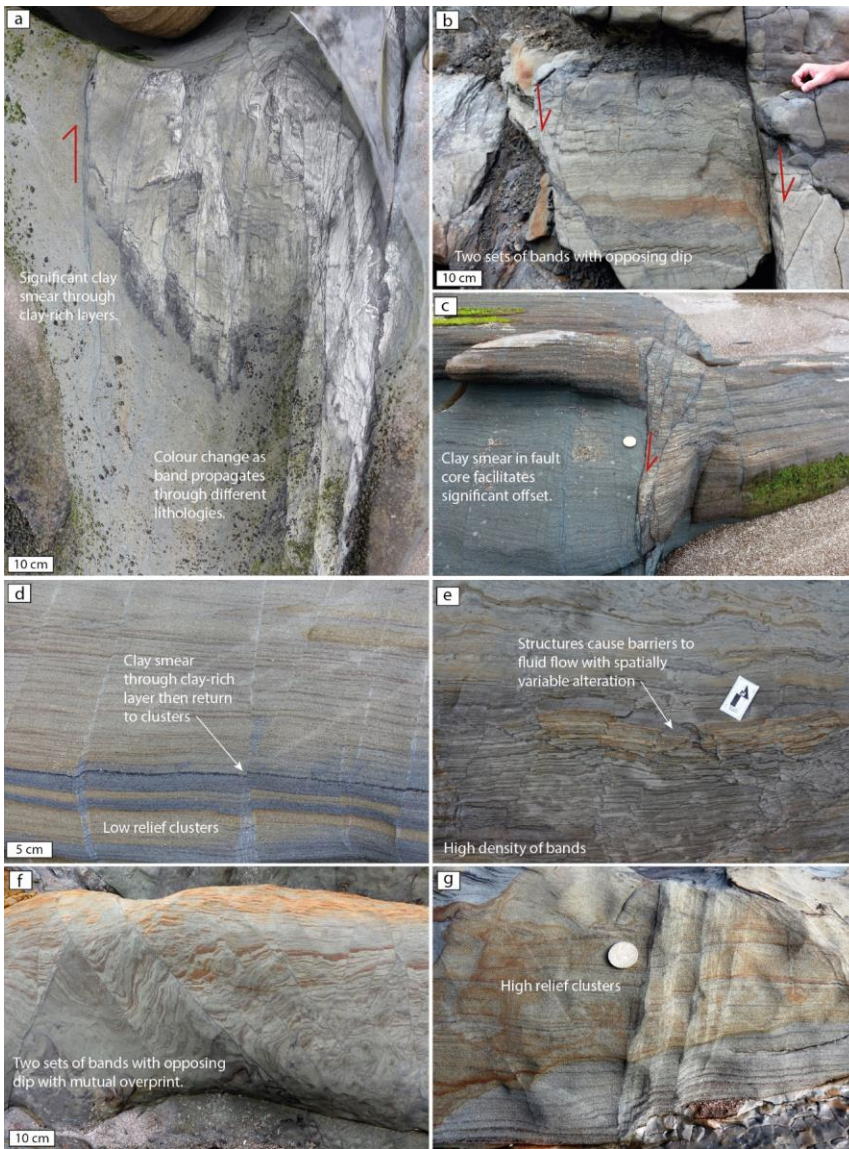 a
Significant clay
smear through
clay-rich layers.
Colour change as
band propagates
through different
lithologies.
10 cm
b
Two sets of bands with opposing dip
10 cm
c
Clay smear in fault
core facilitates
significant offset.
d
Clay smear
through clay-rich
layer then return
to clusters
Low relief clusters
5 cm
e
Structures cause barriers to
fluid flow with spatially
variable alteration
High density of bands
f
Two sets of bands with opposing
dip with mutual overprint.
10 cm
g
High relief clusters